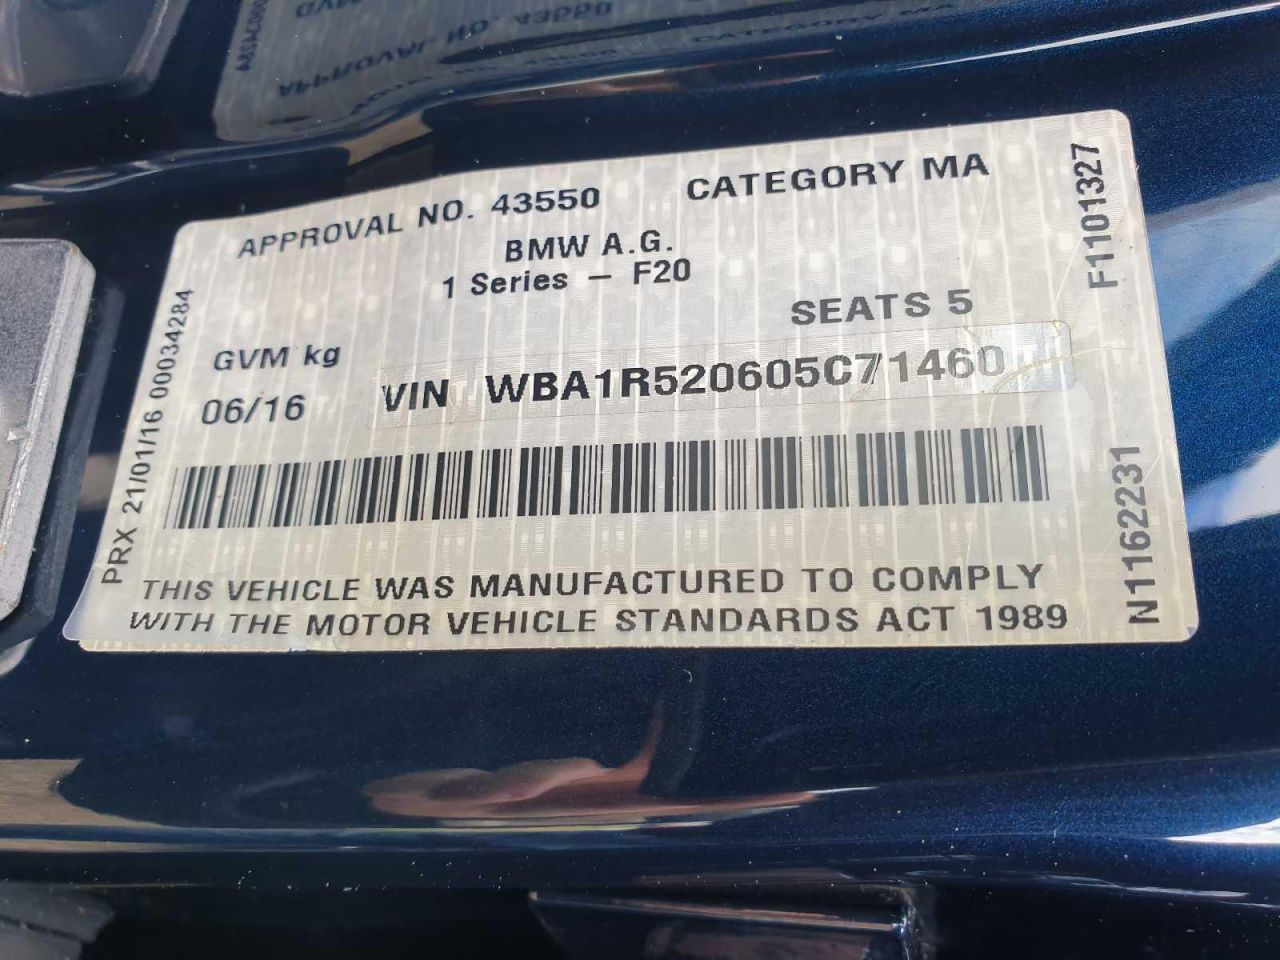 APPROVAL NO. 43550 CATEGORY MA
BMW A.G.
1 Series – F20
SEATS 5
GVM kg
06/16 VIN WBA1R520605C71460
THIS VEHICLE WAS MANUFACTURED TO COMPLY
WITH THE MOTOR VEHICLE STANDARDS ACT 1989
PRX 21/01/16 00034284
F1101327
N1162231